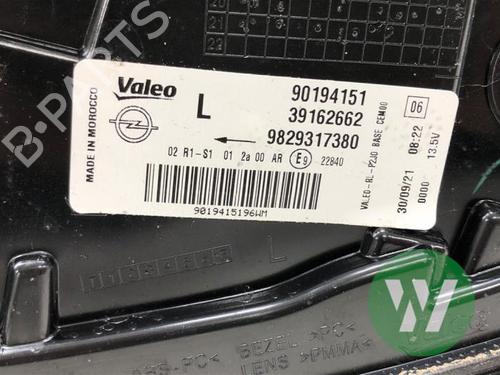 Valeo
L
90194151
39162662
9829317380
02 R1-S1 01 2a 00 AR E9 22840
9019415196WM
MADE IN MOROCCO
VALEO-RL-P2JO BASE CEM00
30/09/21 08:22
0000 13.5V
06
L
BEZEL >PC<
LENS >PMMA<
B-PARTS
W